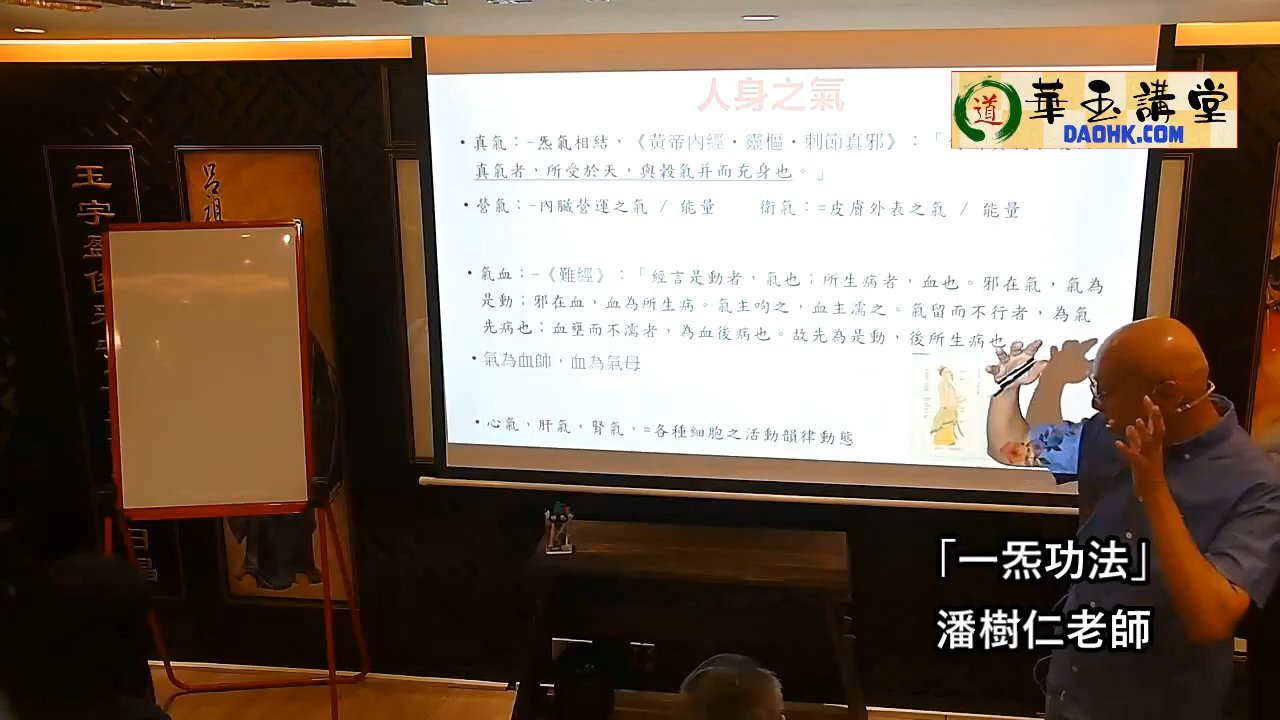 人身之氣
華玉講堂
道
DAOHK.COM
• 真氣：-炁氣相結，《黃帝內經·靈樞·刺節真邪》：「
真氣者，所受於天，與穀氣并而充身也。」
• 營氣：-內臟營運之氣 / 能量 衛氣：=皮膚外表之氣 / 能量
• 氣血：-《難經》：「經言是動者，氣也；所生病者，血也。邪在氣，氣為
是動；邪在血，血為所生病。氣主呴之，血主濡之。氣留而不行者，為氣
先病也；血壅而不濡者，為血後病也。故先為是動，後所生病也
• 氣為血帥，血為氣母
• 心氣，肝氣，腎氣，=各種細胞之活動韻律動態
呂祖
玉宇盈
「一炁功法」
潘樹仁老師